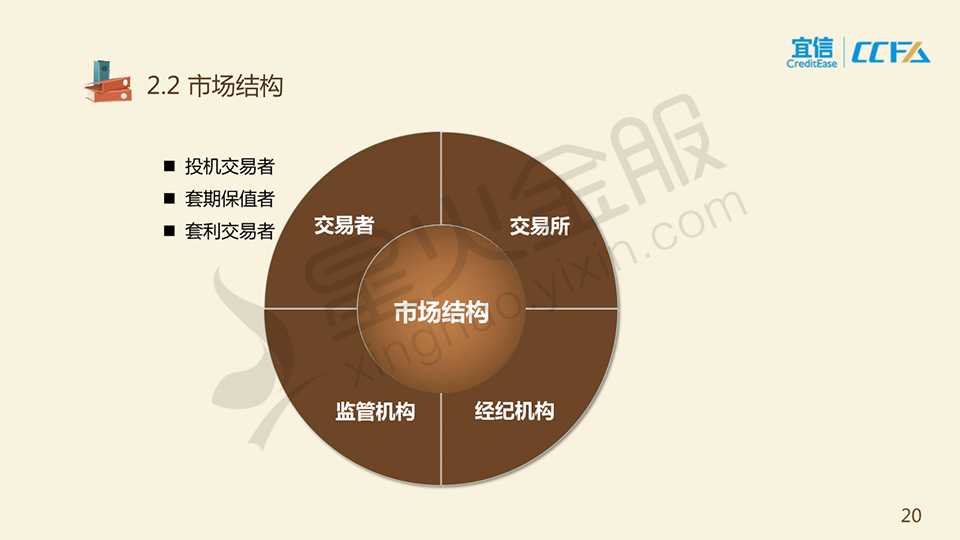 宜信
CreditEase
CCFA
2.2 市场结构
■ 投机交易者
■ 套期保值者
■ 套利交易者
交易者
交易所
市场结构
监管机构
经纪机构
星火金服
xinghuo.yixin.com
20